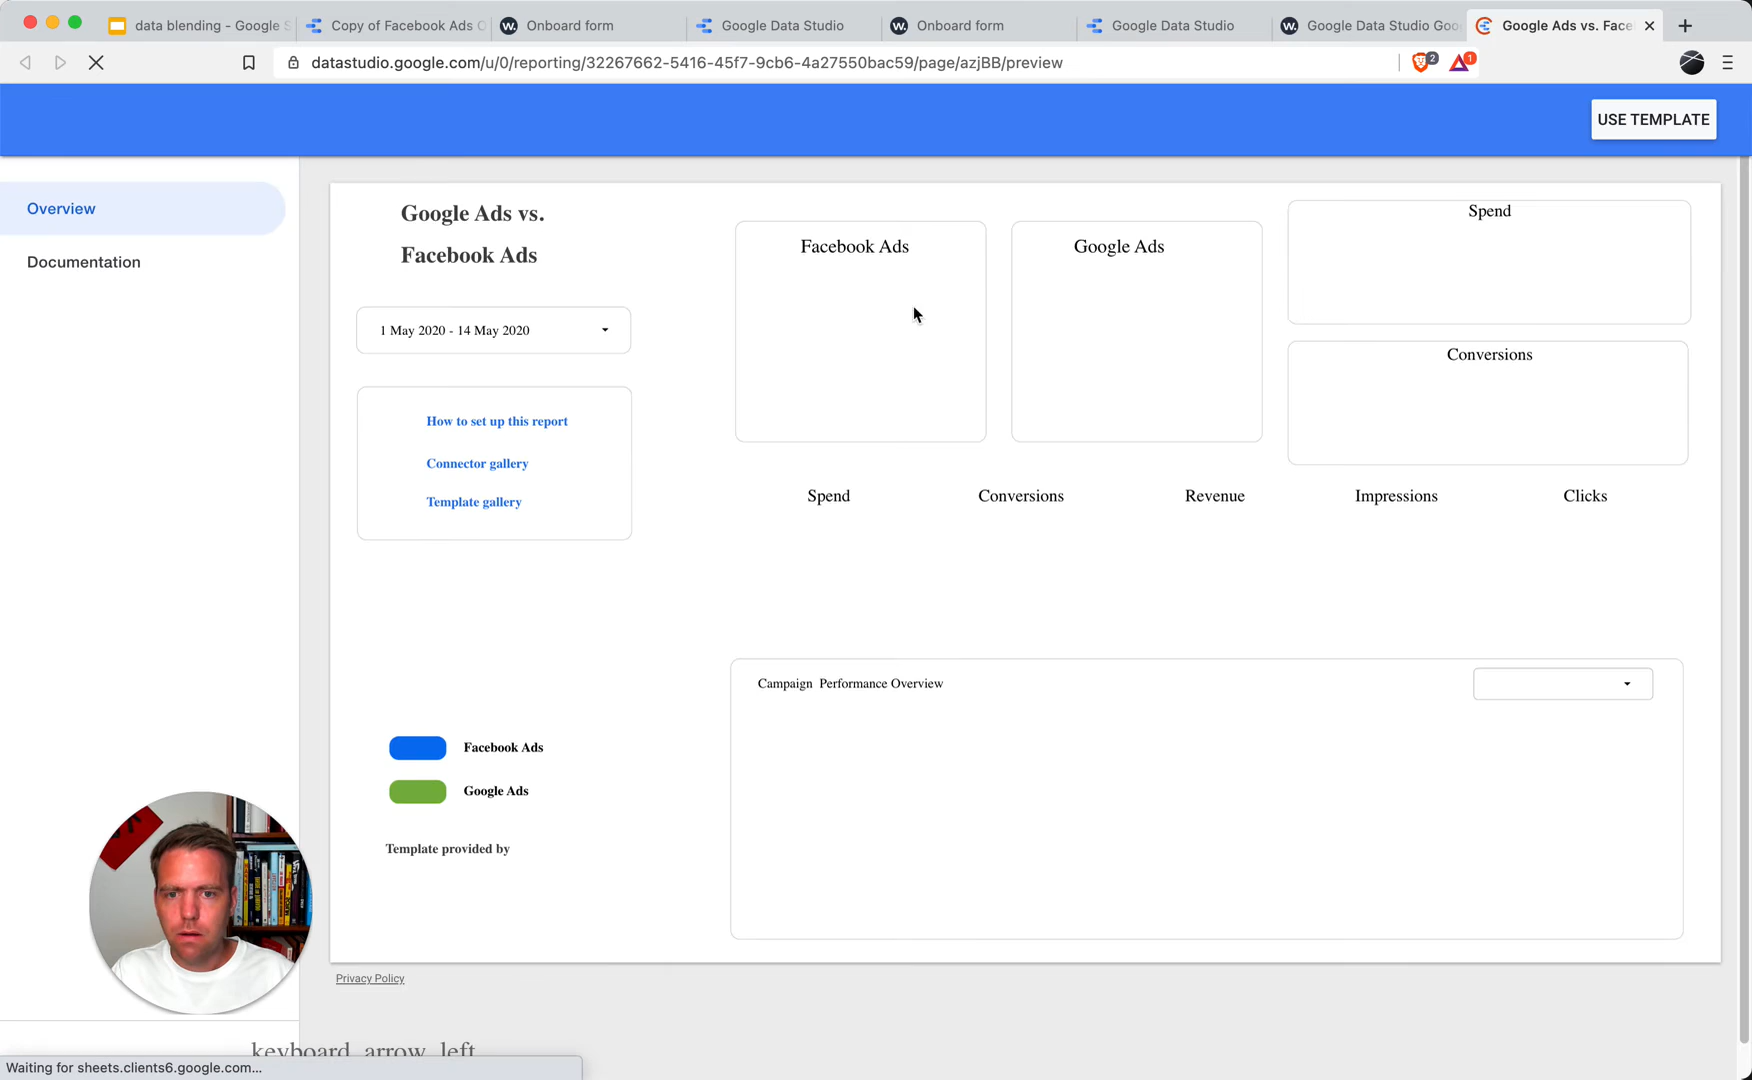 data blending - Google S
Copy of Facebook Ads O
Onboard form
Google Data Studio
Onboard form
Google Data Studio
Google Data Studio Goo
Google Ads vs. Face
datastudio.google.com/u/0/reporting/32267662-5416-45f7-9cb6-4a27550bac59/page/azjBB/preview
2
1
USE TEMPLATE
Overview
Documentation
Google Ads vs.
Facebook Ads
1 May 2020 - 14 May 2020
How to set up this report
Connector gallery
Template gallery
Facebook Ads
Google Ads
Spend
Conversions
Spend
Conversions
Revenue
Impressions
Clicks
Campaign Performance Overview
Facebook Ads
Google Ads
Template provided by
Privacy Policy
keyboard_arrow_left
Waiting for sheets.clients6.google.com...